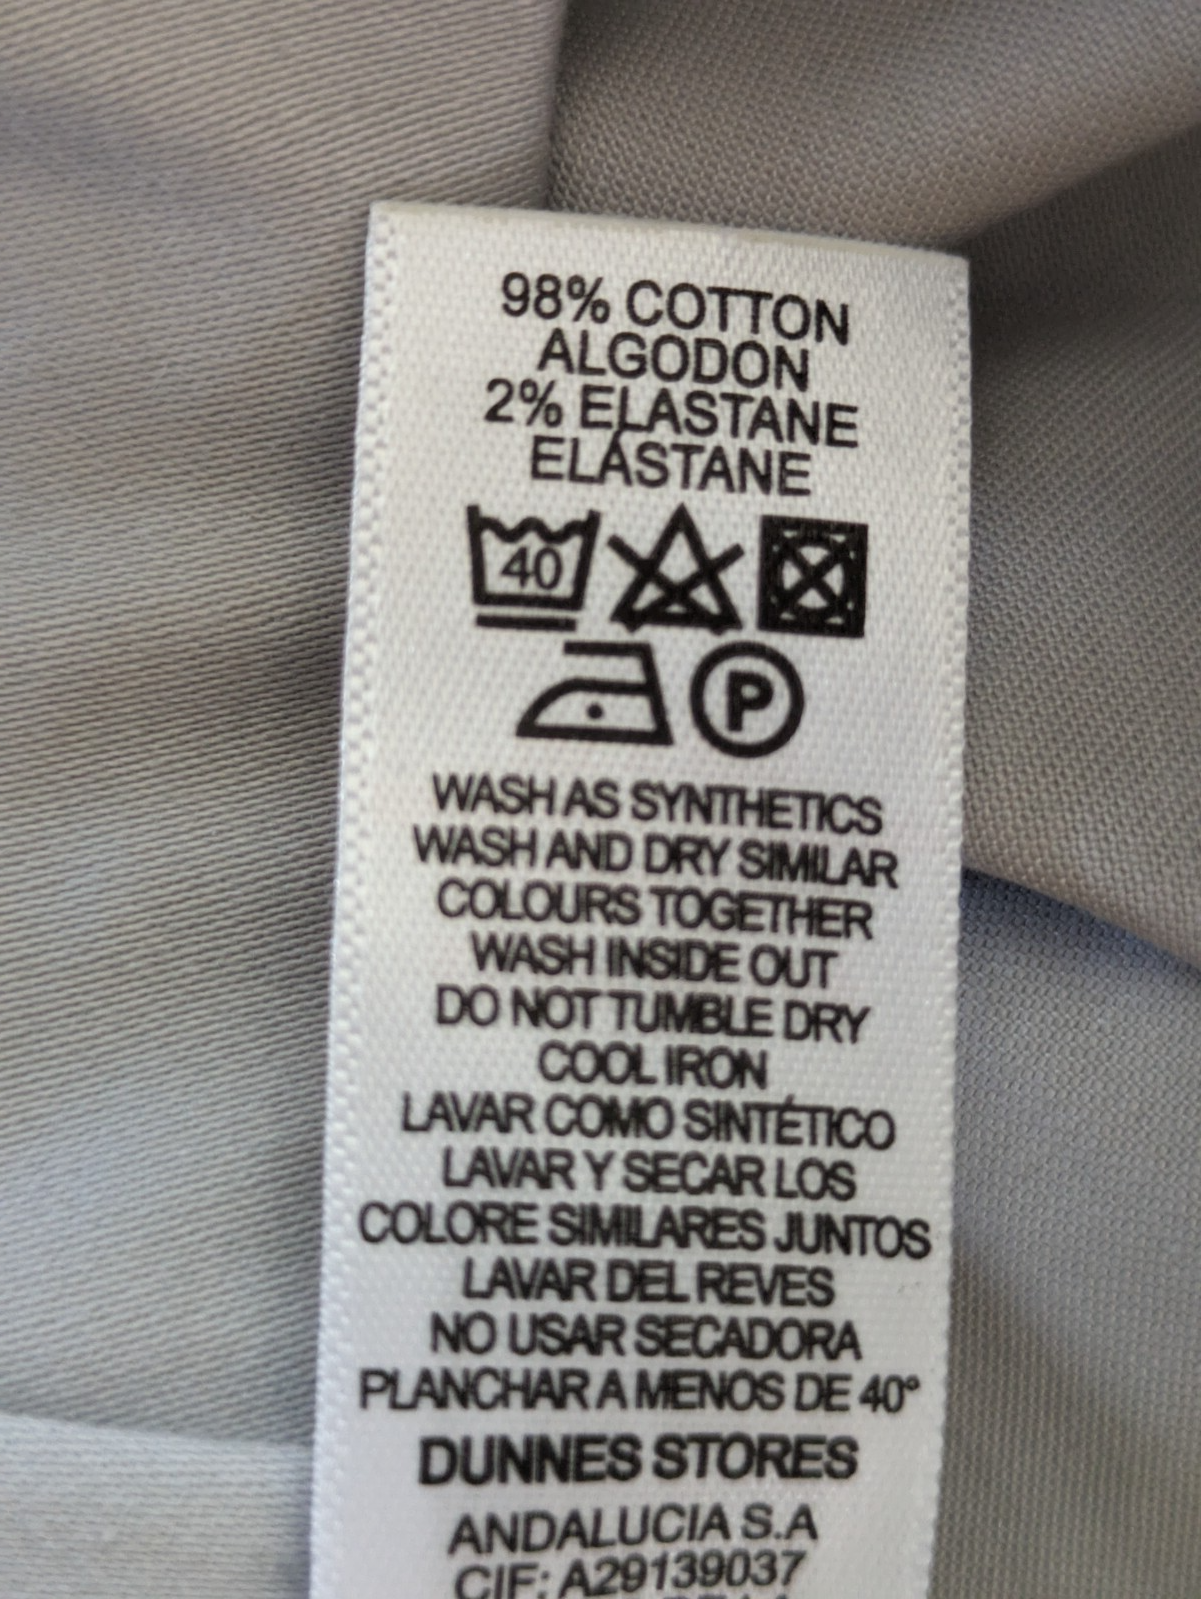 98% COTTON
ALGODON
2% ELASTANE
ELASTANE
40
P
WASH AS SYNTHETICS
WASH AND DRY SIMILAR
COLOURS TOGETHER
WASH INSIDE OUT
DO NOT TUMBLE DRY
COOL IRON
LAVAR COMO SINTÉTICO
LAVAR Y SECAR LOS
COLORE SIMILARES JUNTOS
LAVAR DEL REVES
NO USAR SECADORA
PLANCHAR A MENOS DE 40°
DUNNES STORES
ANDALUCIA S.A
CIF: A29139037